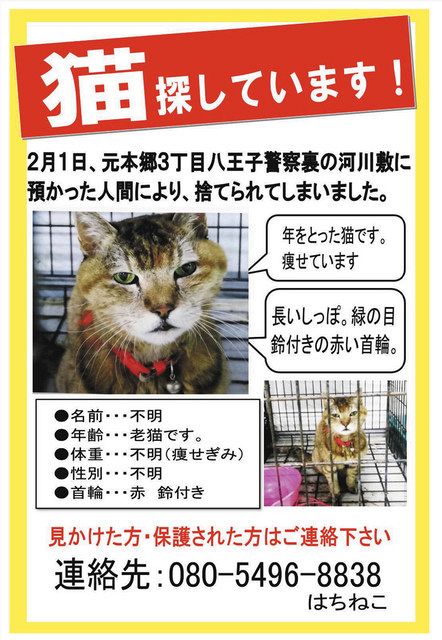 猫探しています！
2月1日、元本郷3丁目八王子警察裏の河川敷に
預かった人間により、捨てられてしまいました。
年をとった猫です。
痩せています
長いしっぽ。緑の目
鈴付きの赤い首輪。
●名前･･･不明
●年齢･･･老猫です。
●体重･･･不明(痩せぎみ)
●性別･･･不明
●首輪･･･赤　鈴付き
見かけた方・保護された方はご連絡下さい
連絡先：080-5496-8838
はちねこ